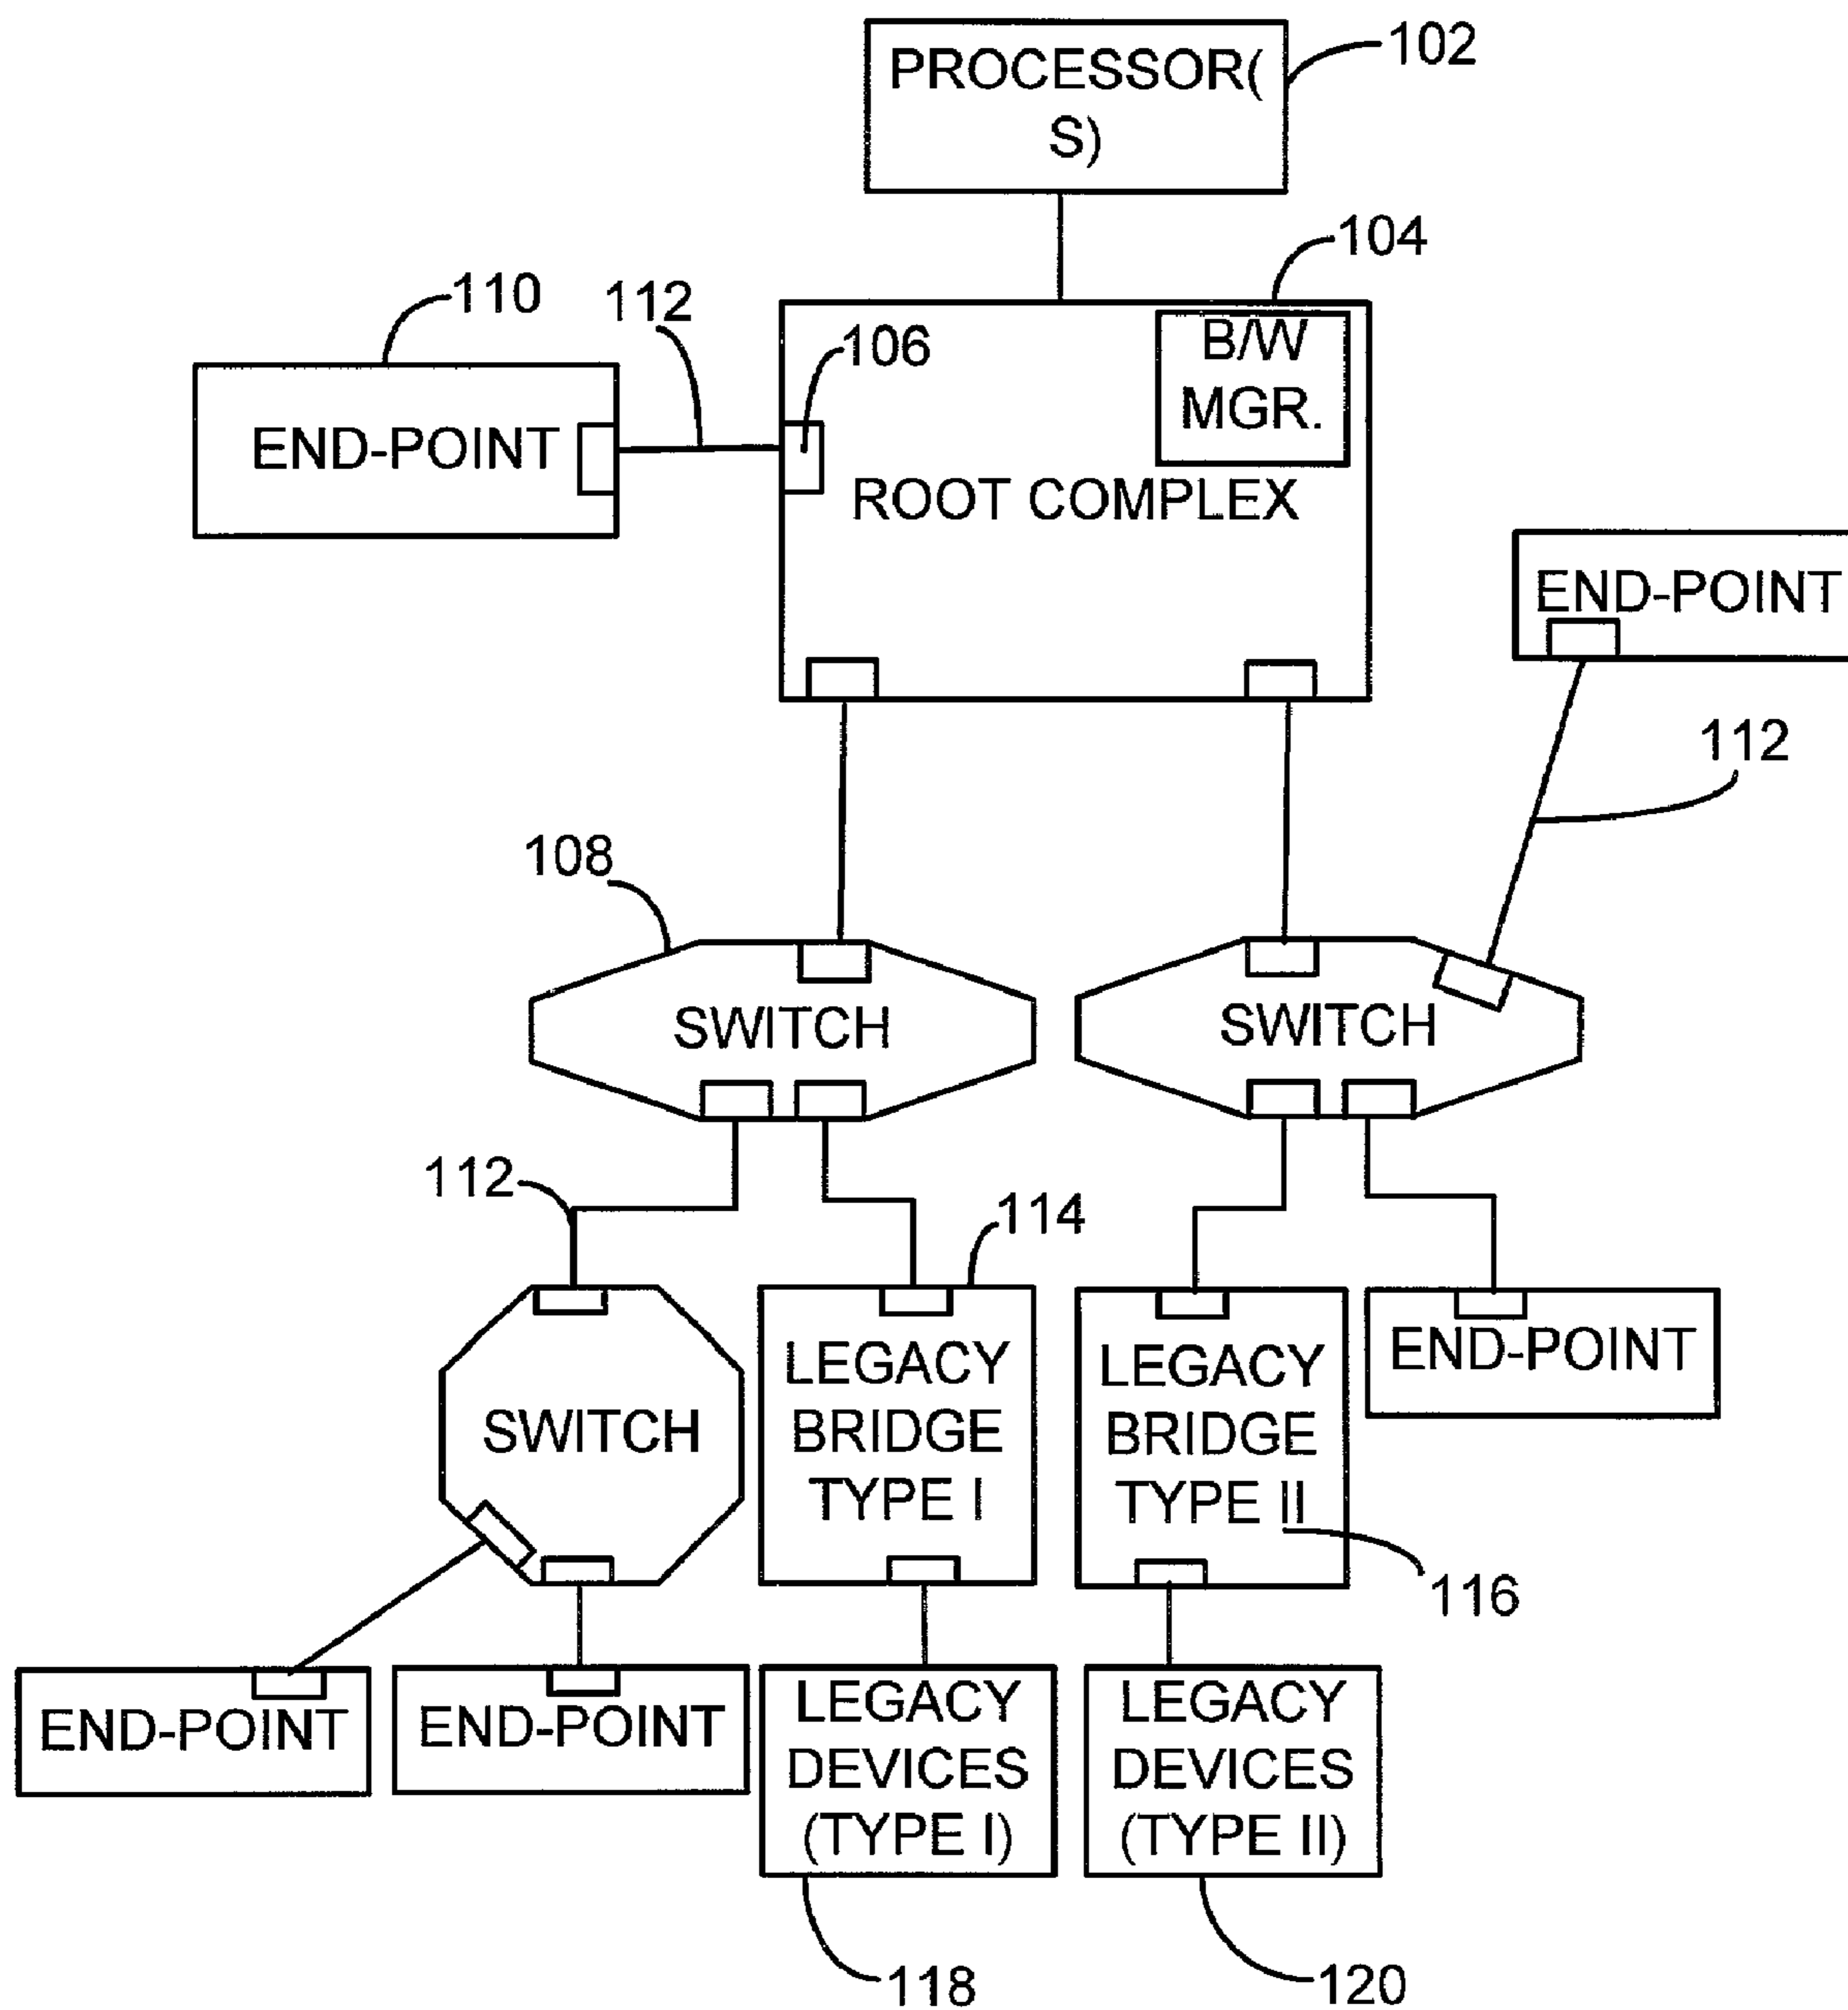 PROCESSOR(
S)
102
104
110
112
106
B/W
MGR.
END-POINT
ROOT COMPLEX
END-POINT
112
108
SWITCH
SWITCH
112
114
LEGACY
BRIDGE
TYPE I
LEGACY
BRIDGE
TYPE II
END-POINT
SWITCH
116
END-POINT
END-POINT
LEGACY
DEVICES
(TYPE I)
LEGACY
DEVICES
(TYPE II)
118
120